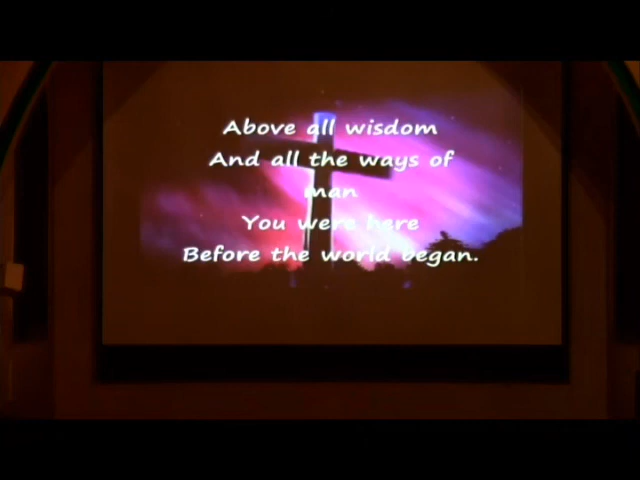 Above all wisdom
And all the ways of
man
You were here
Before the world began.